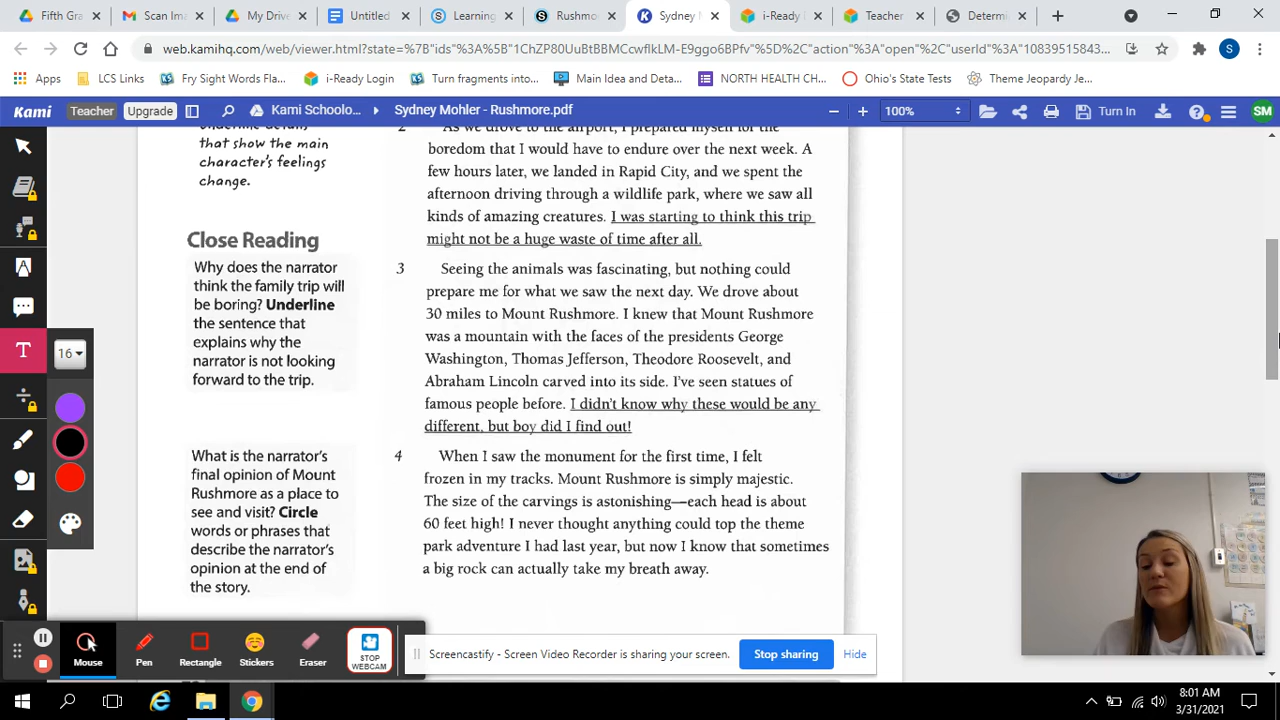 Fifth Gra
Scan Ima
My Drive
Untitled
Learning
Rushmo
Sydney M
i-Ready
Teacher
Determi
web.kamihq.com/web/viewer.html?state=%7B"ids"%3A%5B"1ChZP80UuBtBBMCcwflkLM-E9ggo6BPfv"%5D%2C"action"%3A"open"%2C"userId"%3A"10839515843...
S
Apps
LCS Links
Fry Sight Words Fla...
i-Ready Login
Turn fragments into...
Main Idea and Deta...
NORTH HEALTH CH...
Ohio's State Tests
Theme Jeopardy Je...
Kami
Teacher
Upgrade
Kami Schoolo...
Sydney Mohler - Rushmore.pdf
100%
Turn In
SM
that show the main
character's feelings
change.
2 As we drove to the airport, I prepared myself for the
boredom that I would have to endure over the next week. A
few hours later, we landed in Rapid City, and we spent the
afternoon driving through a wildlife park, where we saw all
kinds of amazing creatures. I was starting to think this trip
might not be a huge waste of time after all.
Close Reading
Why does the narrator
think the family trip will
be boring? Underline
the sentence that
explains why the
narrator is not looking
forward to the trip.
3 Seeing the animals was fascinating, but nothing could
prepare me for what we saw the next day. We drove about
30 miles to Mount Rushmore. I knew that Mount Rushmore
was a mountain with the faces of the presidents George
Washington, Thomas Jefferson, Theodore Roosevelt, and
Abraham Lincoln carved into its side. I've seen statues of
famous people before. I didn't know why these would be any
different, but boy did I find out!
What is the narrator's
final opinion of Mount
Rushmore as a place to
see and visit? Circle
words or phrases that
describe the narrator's
opinion at the end of
the story.
4 When I saw the monument for the first time, I felt
frozen in my tracks. Mount Rushmore is simply majestic.
The size of the carvings is astonishing—each head is about
60 feet high! I never thought anything could top the theme
park adventure I had last year, but now I know that sometimes
a big rock can actually take my breath away.
T
16
Mouse
Pen
Rectangle
Stickers
Eraser
STOP
WEBCAM
Screencastify - Screen Video Recorder is sharing your screen.
Stop sharing
Hide
8:01 AM
3/31/2021